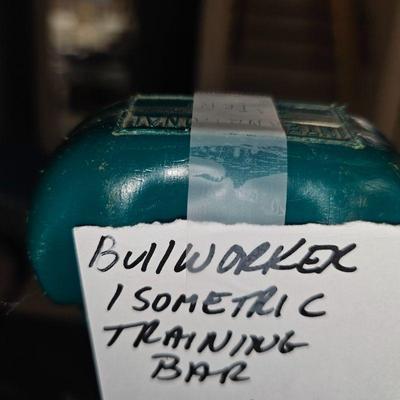 BullWORKER
ISOMETRIC
TRAINING
BAR